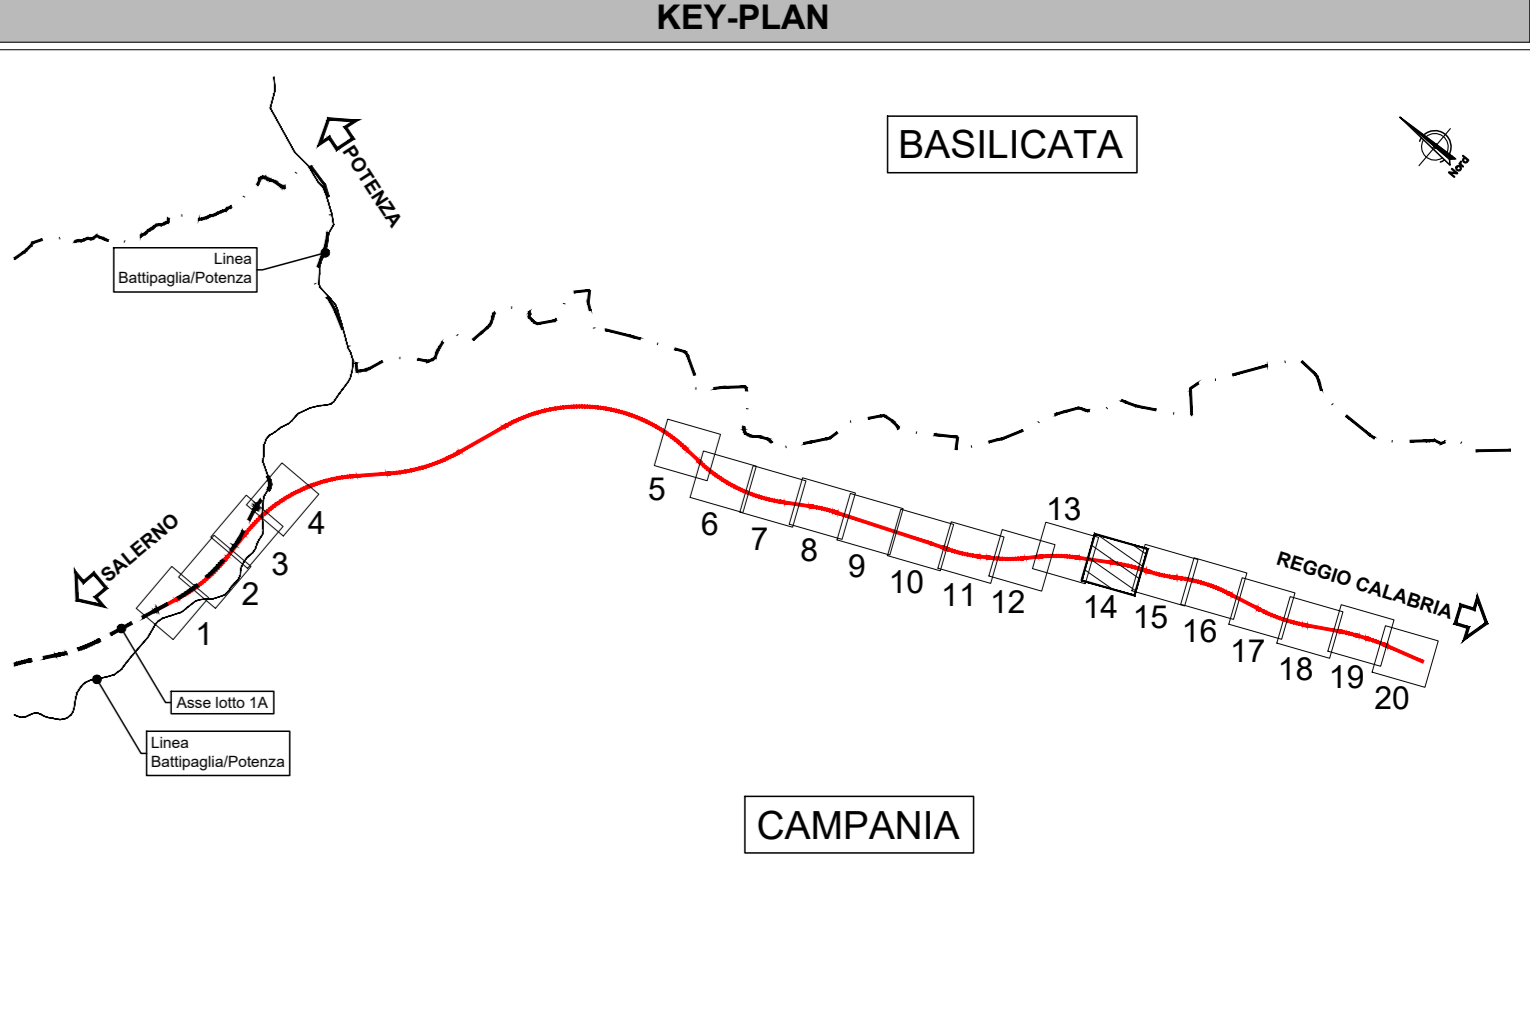 KEY-PLAN
BASILICATA
Nord
POTENZA
Linea
Battipaglia/Potenza
SALERNO
1
2
3
4
5
6
7
8
9
10
11
12
13
14
15
16
17
18
19
20
REGGIO CALABRIA
Asse lotto 1A
Linea
Battipaglia/Potenza
CAMPANIA